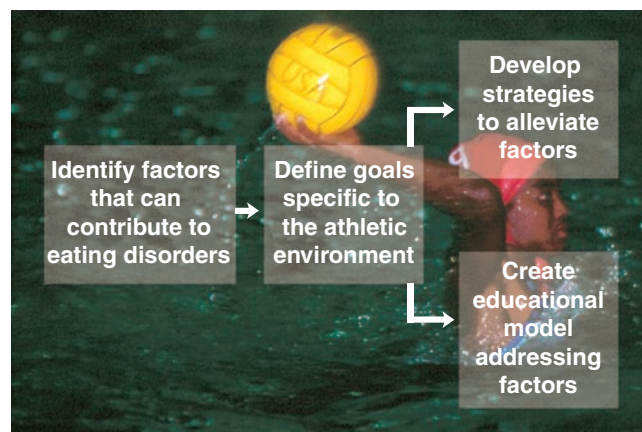 USA
Identify factors
that can
contribute to
eating disorders
Define goals
specific to
the athletic
environment
Develop
strategies
to alleviate
factors
Create
educational
model
addressing
factors